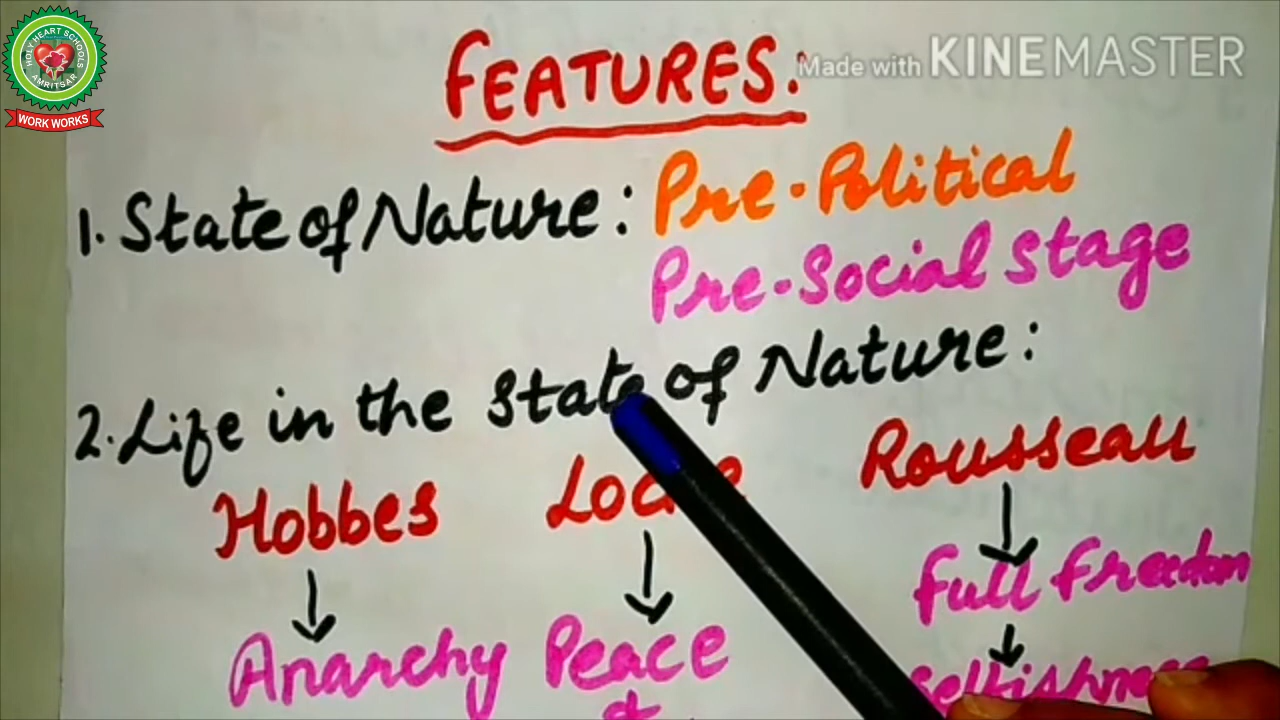 HOLY HEART SCHOOLS
AMRITSAR
WORK WORKS
Made with KINEMASTER
FEATURES:
1. State of Nature: Pre-Political
Pre-Social stage
2. Life in the state of Nature:
Hobbes Rousseau
Full freedom
Anarchy Peace